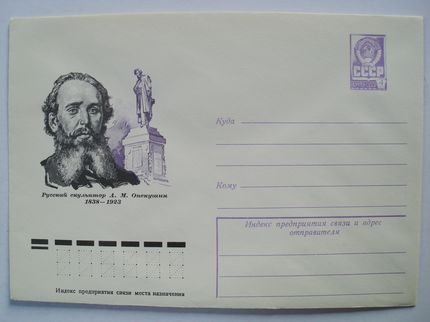 СССР
Куда
Русский скульптор А. М. Опекушин
1838—1923
Кому
Индекс предприятия связи и адрес
отправителя
Индекс предприятия связи места назначения